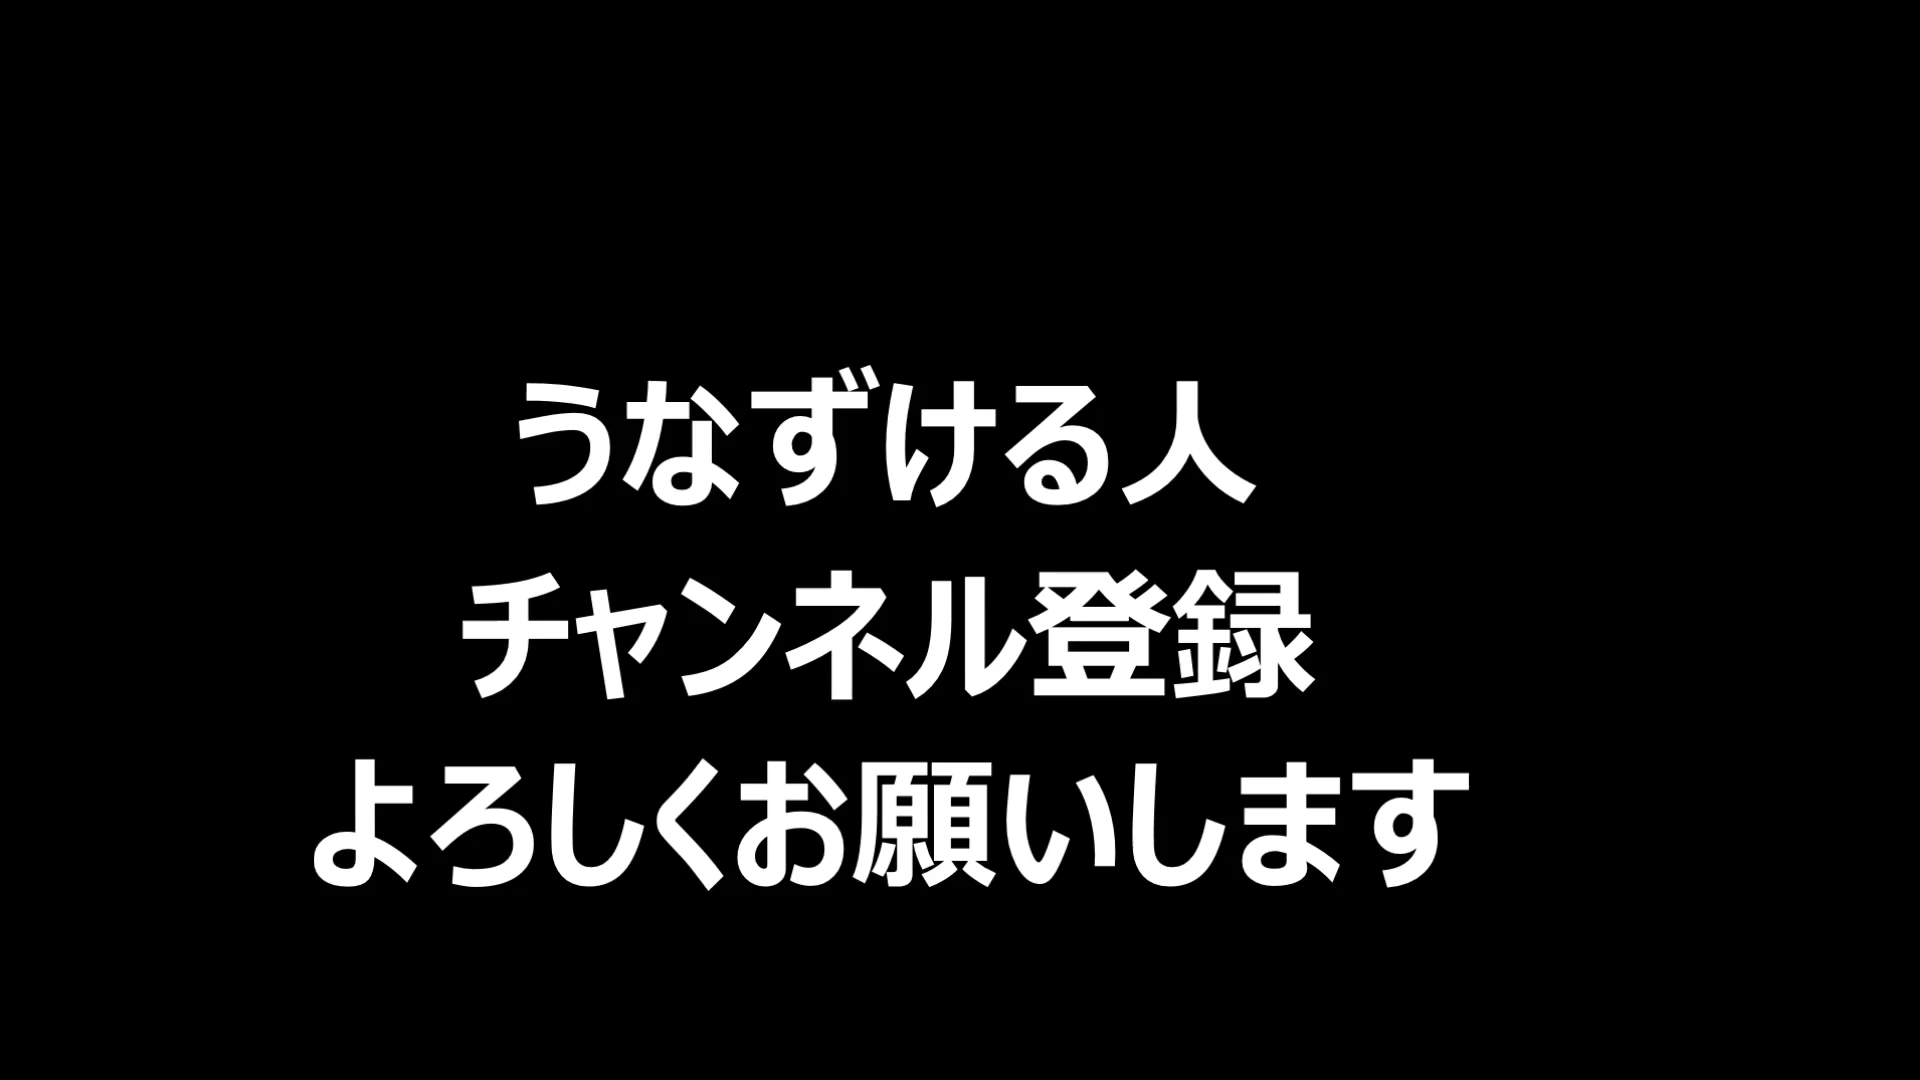 うなずける人
チャンネル登録
よろしくお願いします